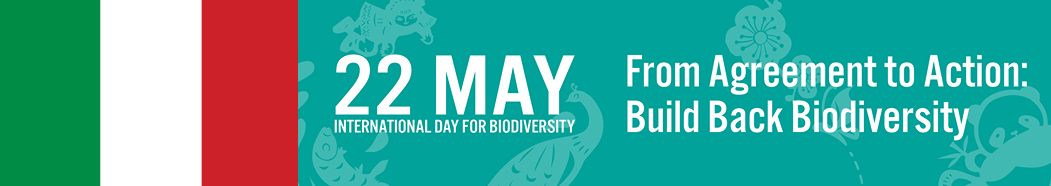 22 MAY
INTERNATIONAL DAY FOR BIODIVERSITY
From Agreement to Action:
Build Back Biodiversity